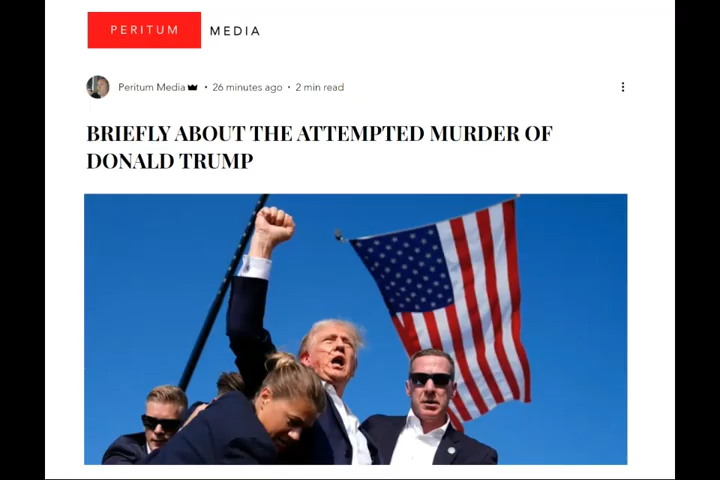 PERITUM MEDIA
Peritum Media • 26 minutes ago • 2 min read
BRIEFLY ABOUT THE ATTEMPTED MURDER OF
DONALD TRUMP